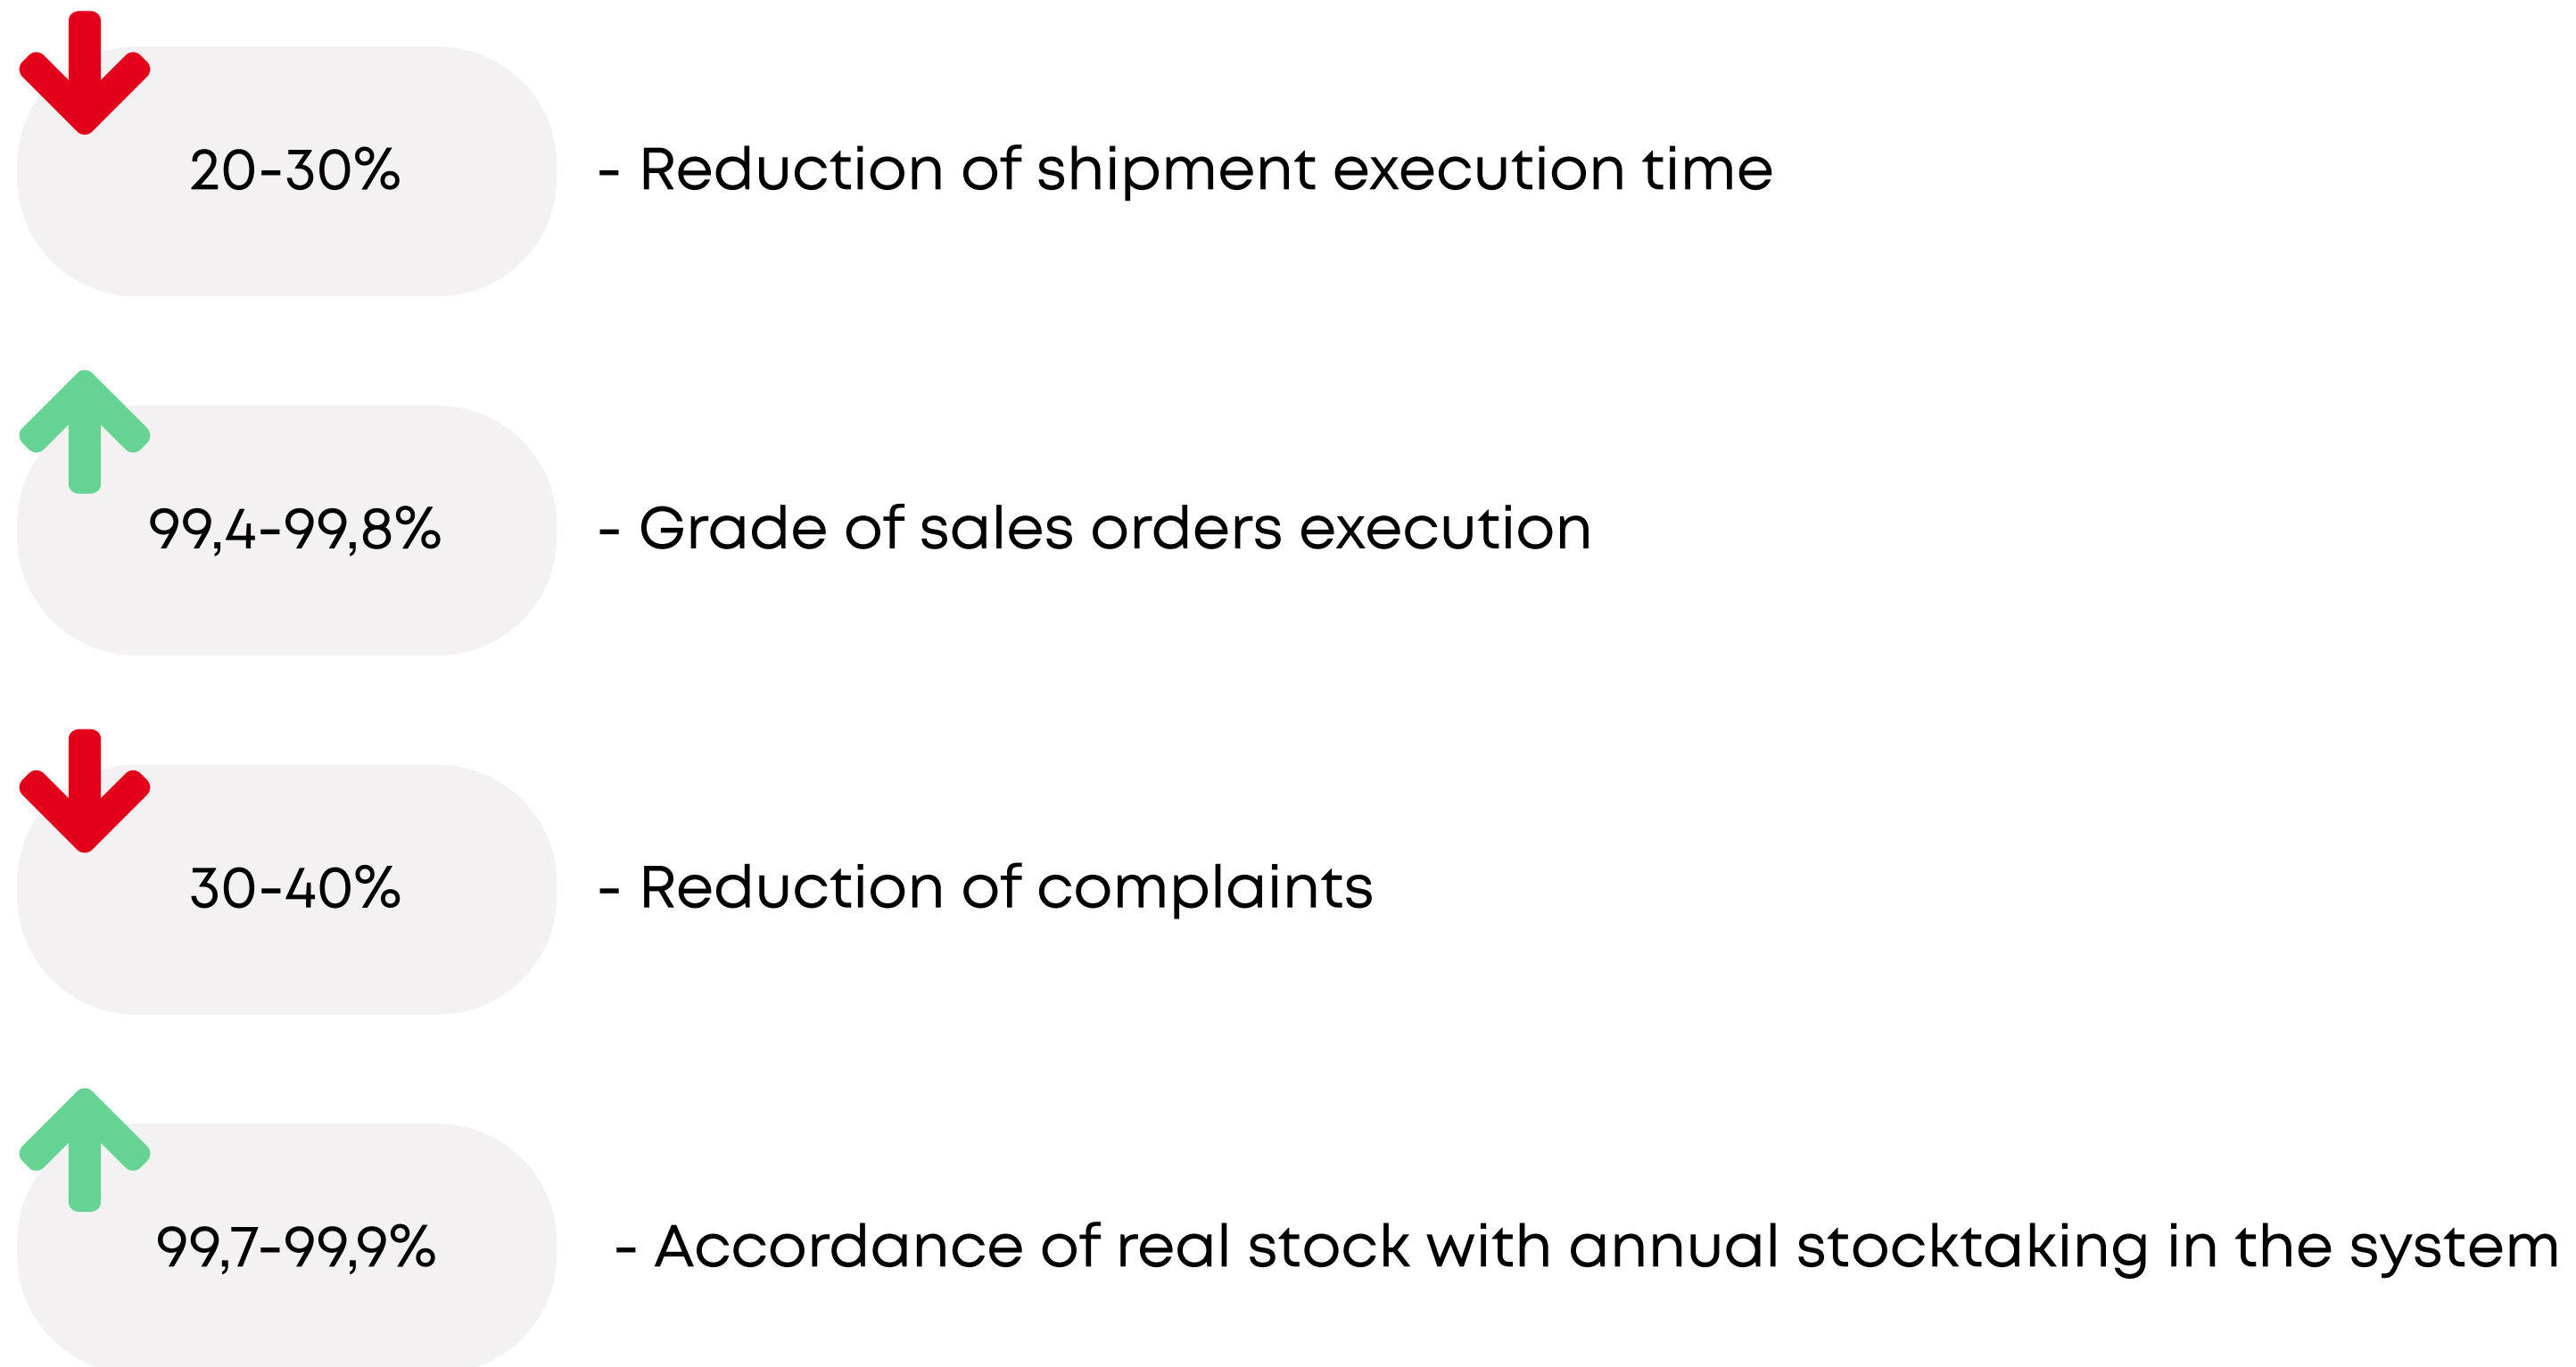 20-30% - Reduction of shipment execution time
99,4-99,8% - Grade of sales orders execution
30-40% - Reduction of complaints
99,7-99,9% - Accordance of real stock with annual stocktaking in the system